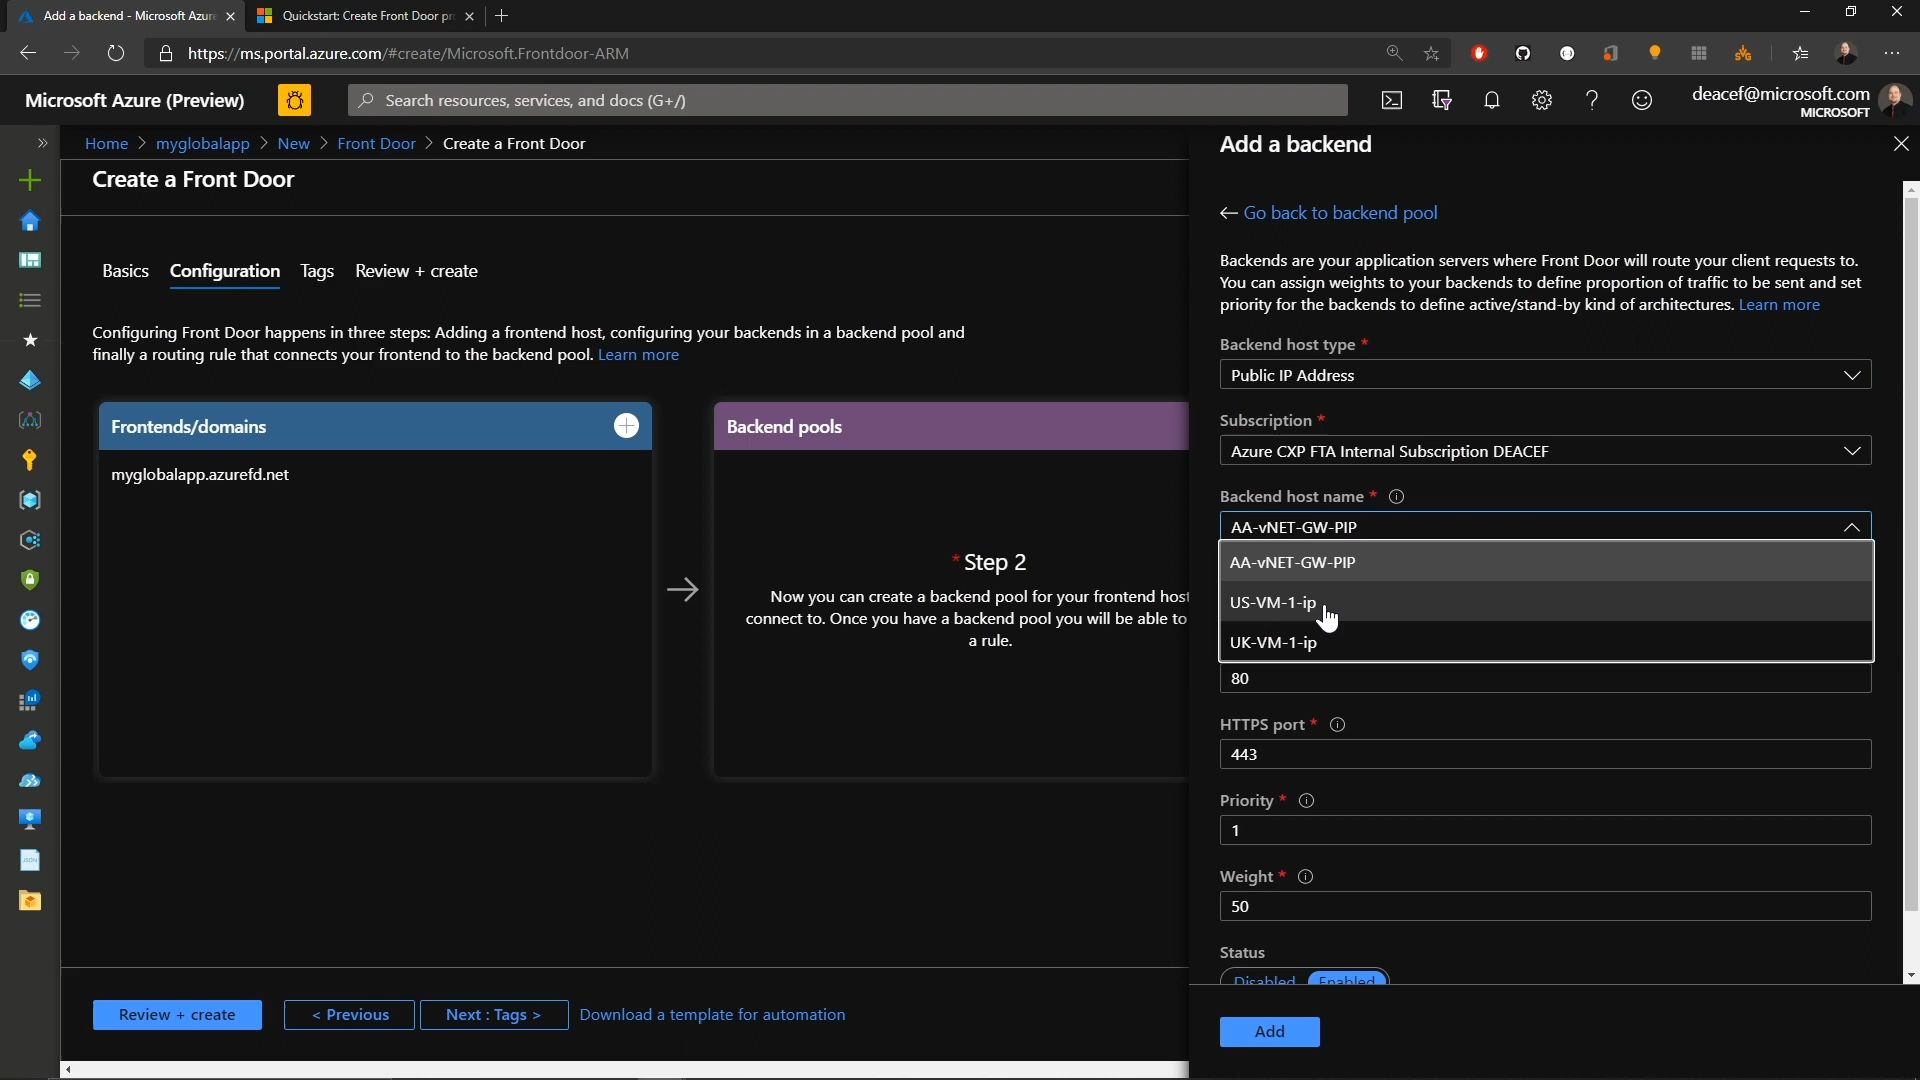 Add a backend - Microsoft Azure
Quickstart: Create Front Door pr
https://ms.portal.azure.com/#create/Microsoft.Frontdoor-ARM
Microsoft Azure (Preview)
Search resources, services, and docs (G+/)
deacef@microsoft.com
MICROSOFT
Home > myglobalapp > New > Front Door > Create a Front Door
Create a Front Door
Basics
Configuration
Tags
Review + create
Configuring Front Door happens in three steps: Adding a frontend host, configuring your backends in a backend pool and
finally a routing rule that connects your frontend to the backend pool. Learn more
Frontends/domains
myglobalapp.azurefd.net
Backend pools
* Step 2
Now you can create a backend pool for your frontend host
connect to. Once you have a backend pool you will be able to
a rule.
Review + create
< Previous
Next : Tags >
Download a template for automation
Add a backend
Go back to backend pool
Backends are your application servers where Front Door will route your client requests to.
You can assign weights to your backends to define proportion of traffic to be sent and set
priority for the backends to define active/stand-by kind of architectures. Learn more
Backend host type *
Public IP Address
Subscription *
Azure CXP FTA Internal Subscription DEACEF
Backend host name *
AA-vNET-GW-PIP
AA-vNET-GW-PIP
US-VM-1-ip
UK-VM-1-ip
80
HTTPS port *
443
Priority *
1
Weight *
50
Status
Disabled
Enabled
Add